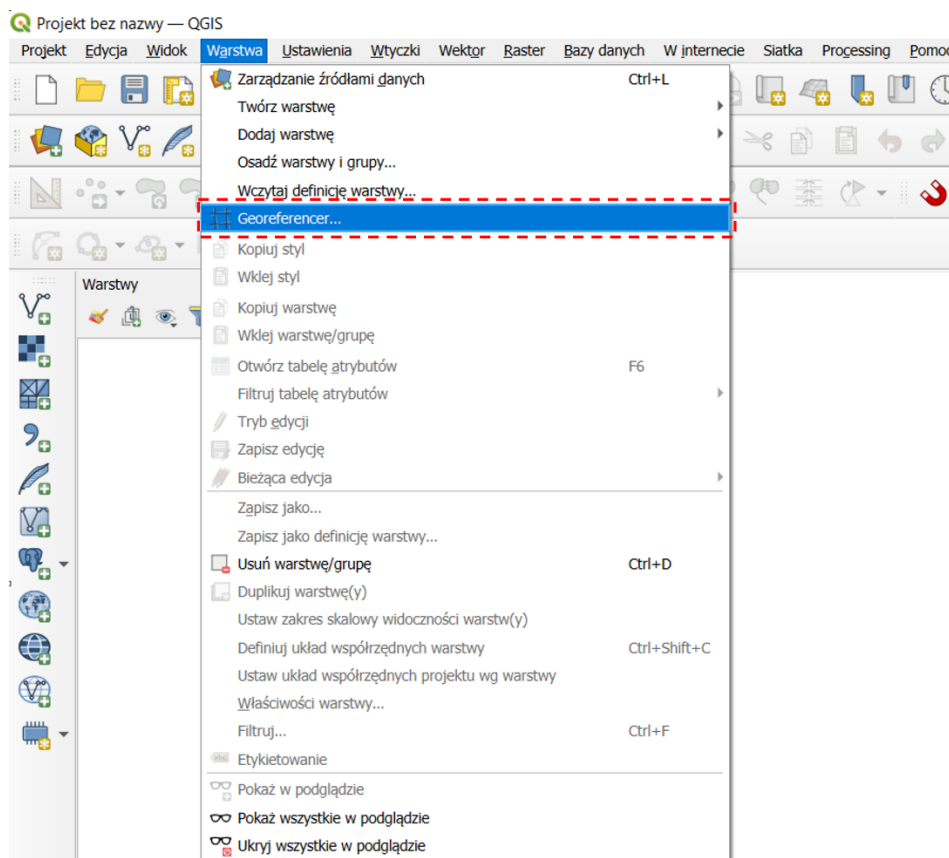 Projekt bez nazwy — QGIS
Projekt Edycja Widok Warstwa Ustawienia Wtyczki Wektor Raster Bazy danych W internecie Siatka Processing Pomoc
Zarządzanie źródłami danych Ctrl+L
Twórz warstwę
Dodaj warstwę
Osadź warstwy i grupy...
Wczytaj definicję warstwy...
Georeferencer...
Kopiuj styl
Warstwy
Wklej styl
Kopiuj warstwę
Wklej warstwę/grupę
Otwórz tabelę atrybutów F6
Filtruj tabelę atrybutów
Tryb edycji
Zapisz edycję
Bieżąca edycja
Zapisz jako...
Zapisz jako definicję warstwy...
Usuń warstwę/grupę Ctrl+D
Duplikuj warstwę(y)
Ustaw zakres skalowy widoczności warstw(y)
Definiuj układ współrzędnych warstwy Ctrl+Shift+C
Ustaw układ współrzędnych projektu wg warstwy
Właściwości warstwy...
Filtruj... Ctrl+F
abc Etykietowanie
Pokaż w podglądzie
Pokaż wszystkie w podglądzie
Ukryj wszystkie w podglądzie